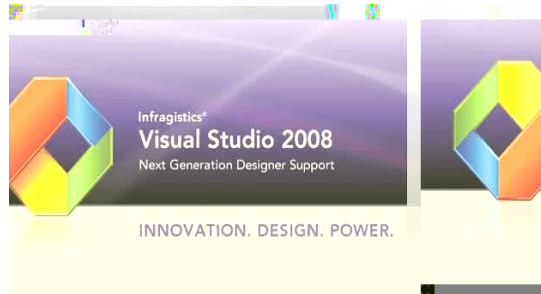 Infragistics®
Visual Studio 2008
Next Generation Designer Support
INNOVATION. DESIGN. POWER.